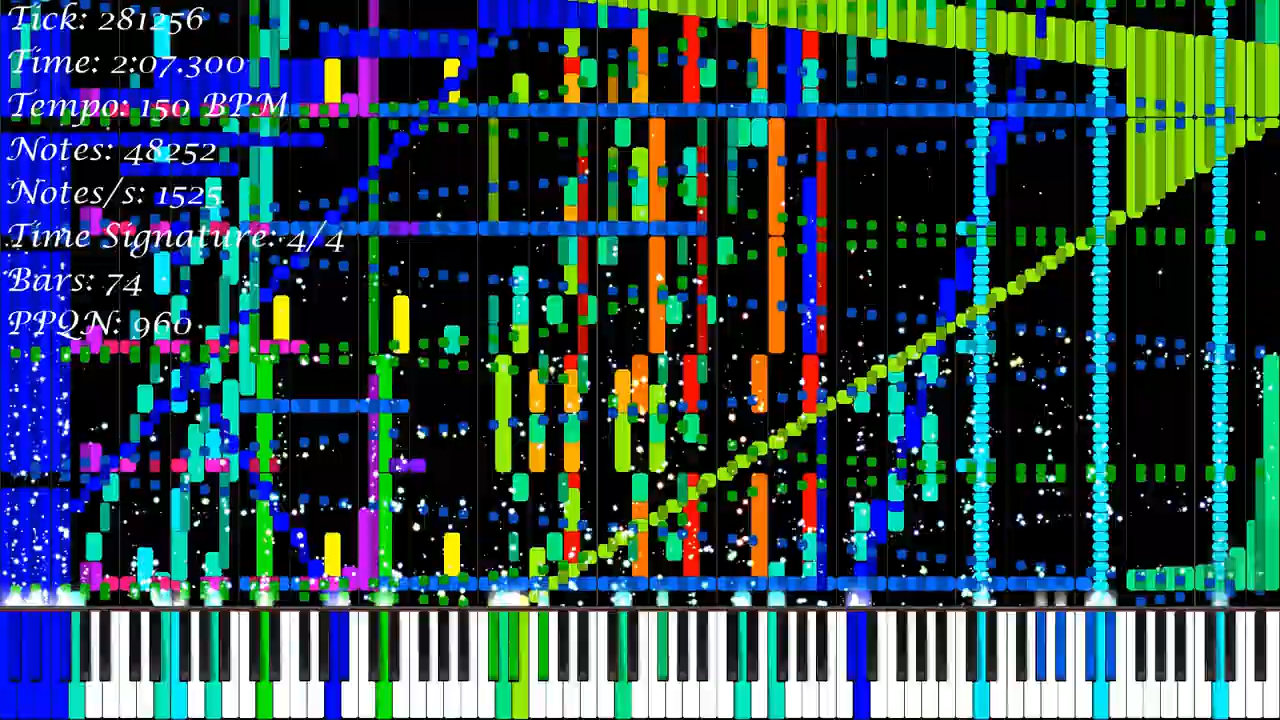 Tick: 281256
Time: 2:07.300
Tempo: 150 BPM
Notes: 48252
Notes/s: 1525
Time Signature: 4/4
Bars: 74
PPQN: 960